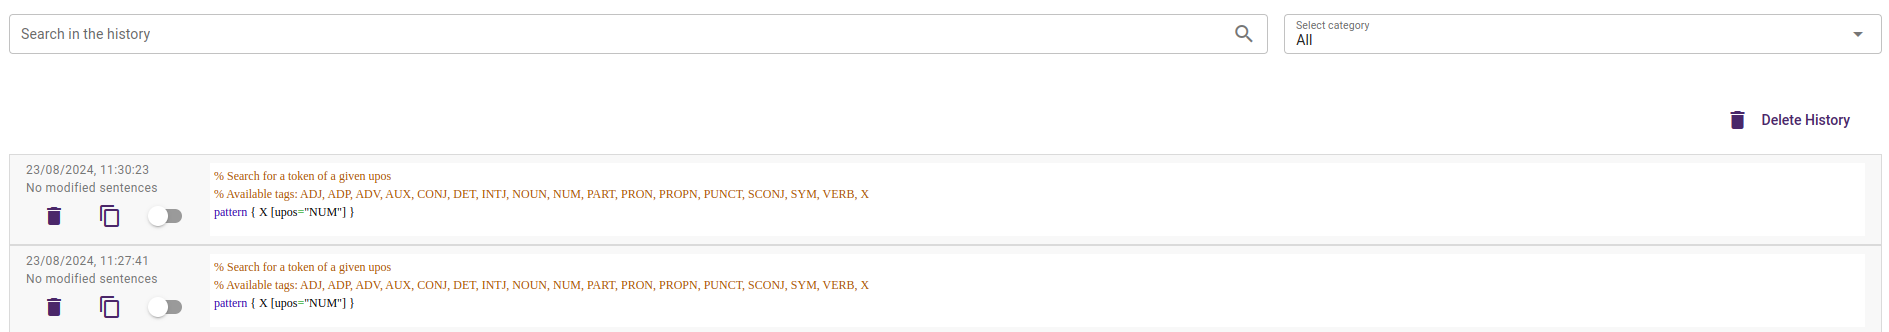 Search in the history
Select category
All
Delete History
23/08/2024, 11:30:23
No modified sentences
% Search for a token of a given upos
% Available tags: ADJ, ADP, ADV, AUX, CONJ, DET, INTJ, NOUN, NUM, PART, PRON, PROPN, PUNCT, SCONJ, SYM, VERB, X
pattern { X [upos="NUM"] }
23/08/2024, 11:27:41
No modified sentences
% Search for a token of a given upos
% Available tags: ADJ, ADP, ADV, AUX, CONJ, DET, INTJ, NOUN, NUM, PART, PRON, PROPN, PUNCT, SCONJ, SYM, VERB, X
pattern { X [upos="NUM"] }